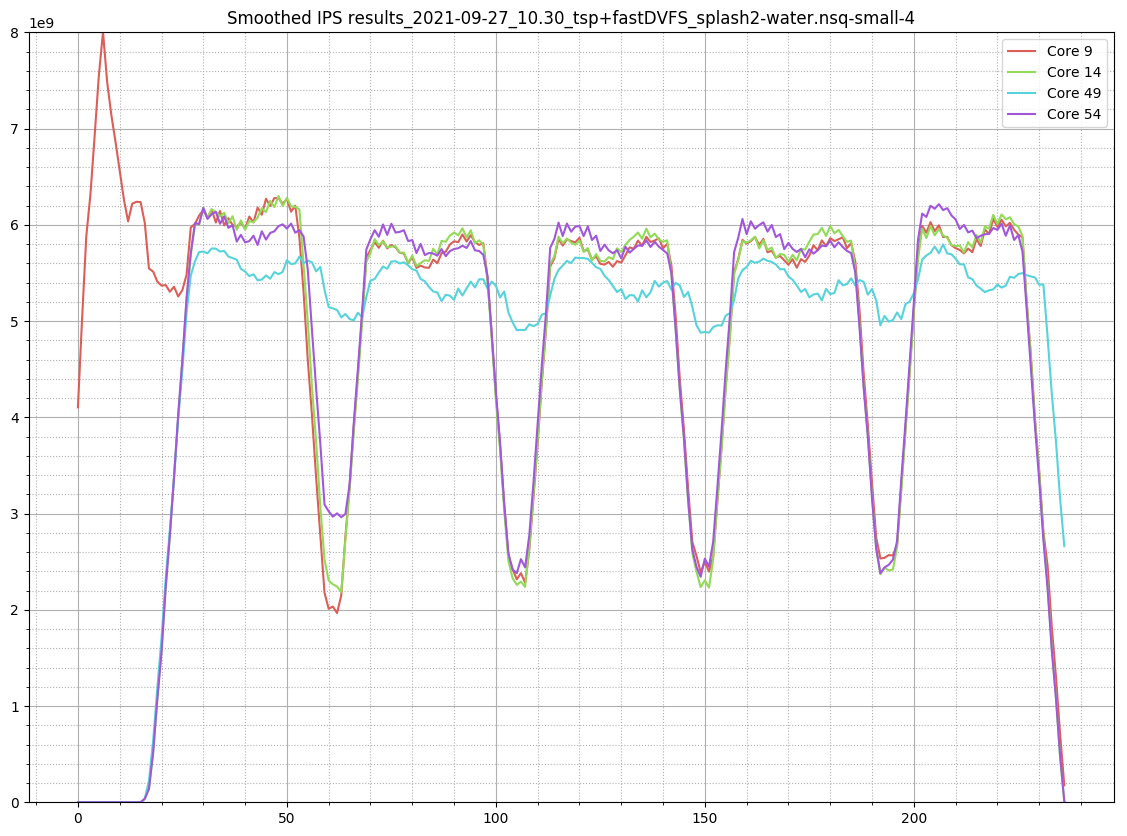 Smoothed IPS results_2021-09-27_10.30_tsp+fastDVFS_splash2-water.nsq-small-4
1e9
8
7
6
5
4
3
2
1
0
0 50 100 150 200
Core 9
Core 14
Core 49
Core 54